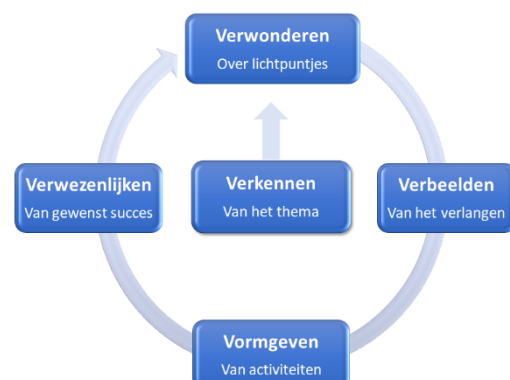 Verwonderen
Over lichtpuntjes
Verwezenlijken
Van gewenst succes
Verkennen
Van het thema
Verbeelden
Van het verlangen
Vormgeven
Van activiteiten